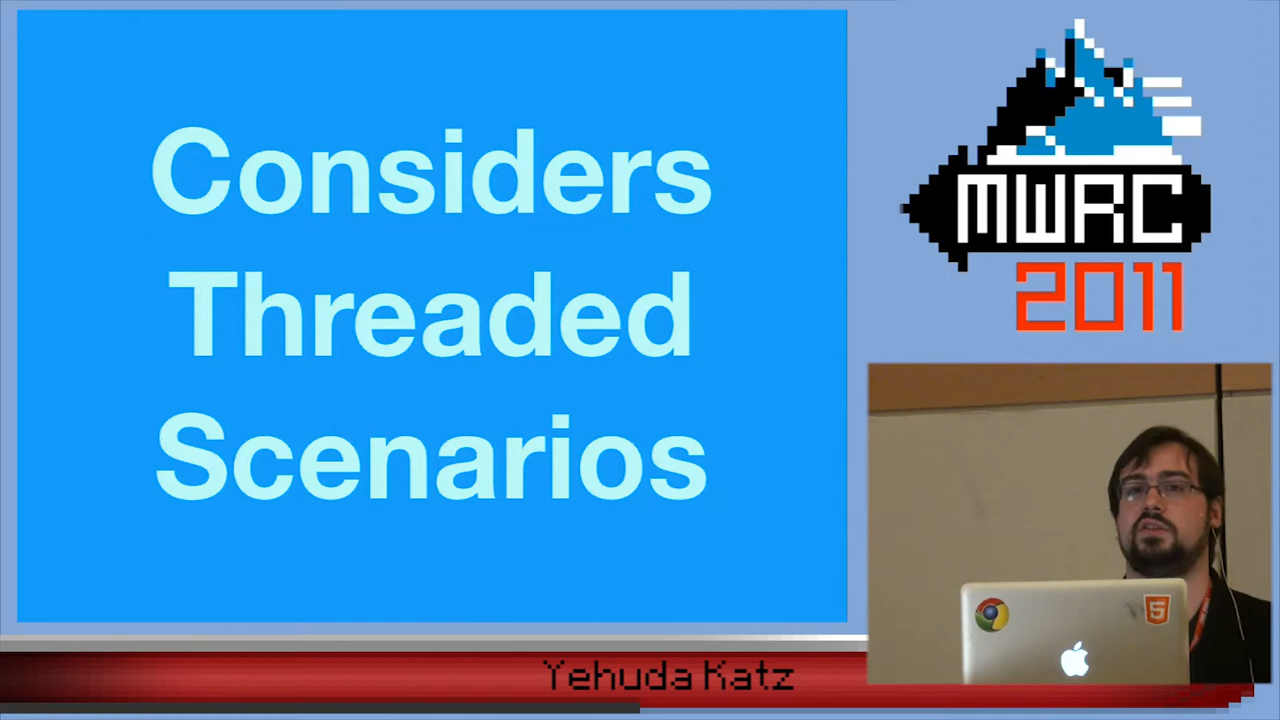 Considers
Threaded
Scenarios
MWRC
2011
5
Yehuda Katz